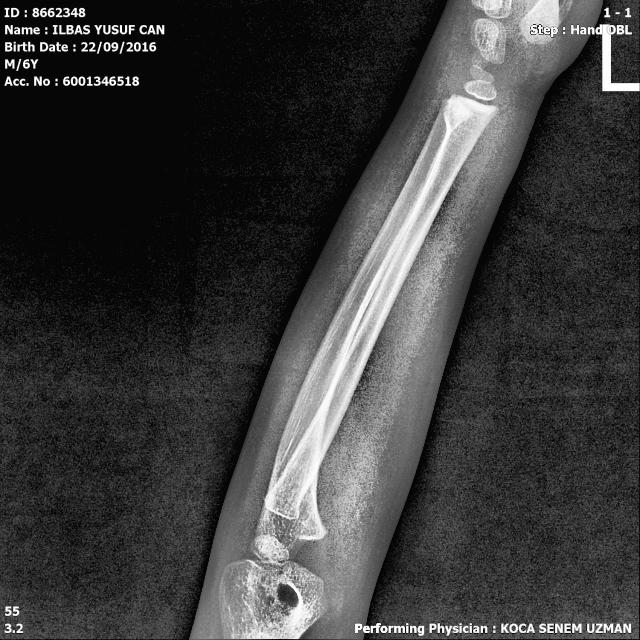 ID : 8662348
Name : ILBAS YUSUF CAN
Birth Date : 22/09/2016
M/6Y
Acc. No : 6001346518
1 - 1
Step : Hand OBL
55
3.2
Performing Physician : KOCA SENEM UZMAN